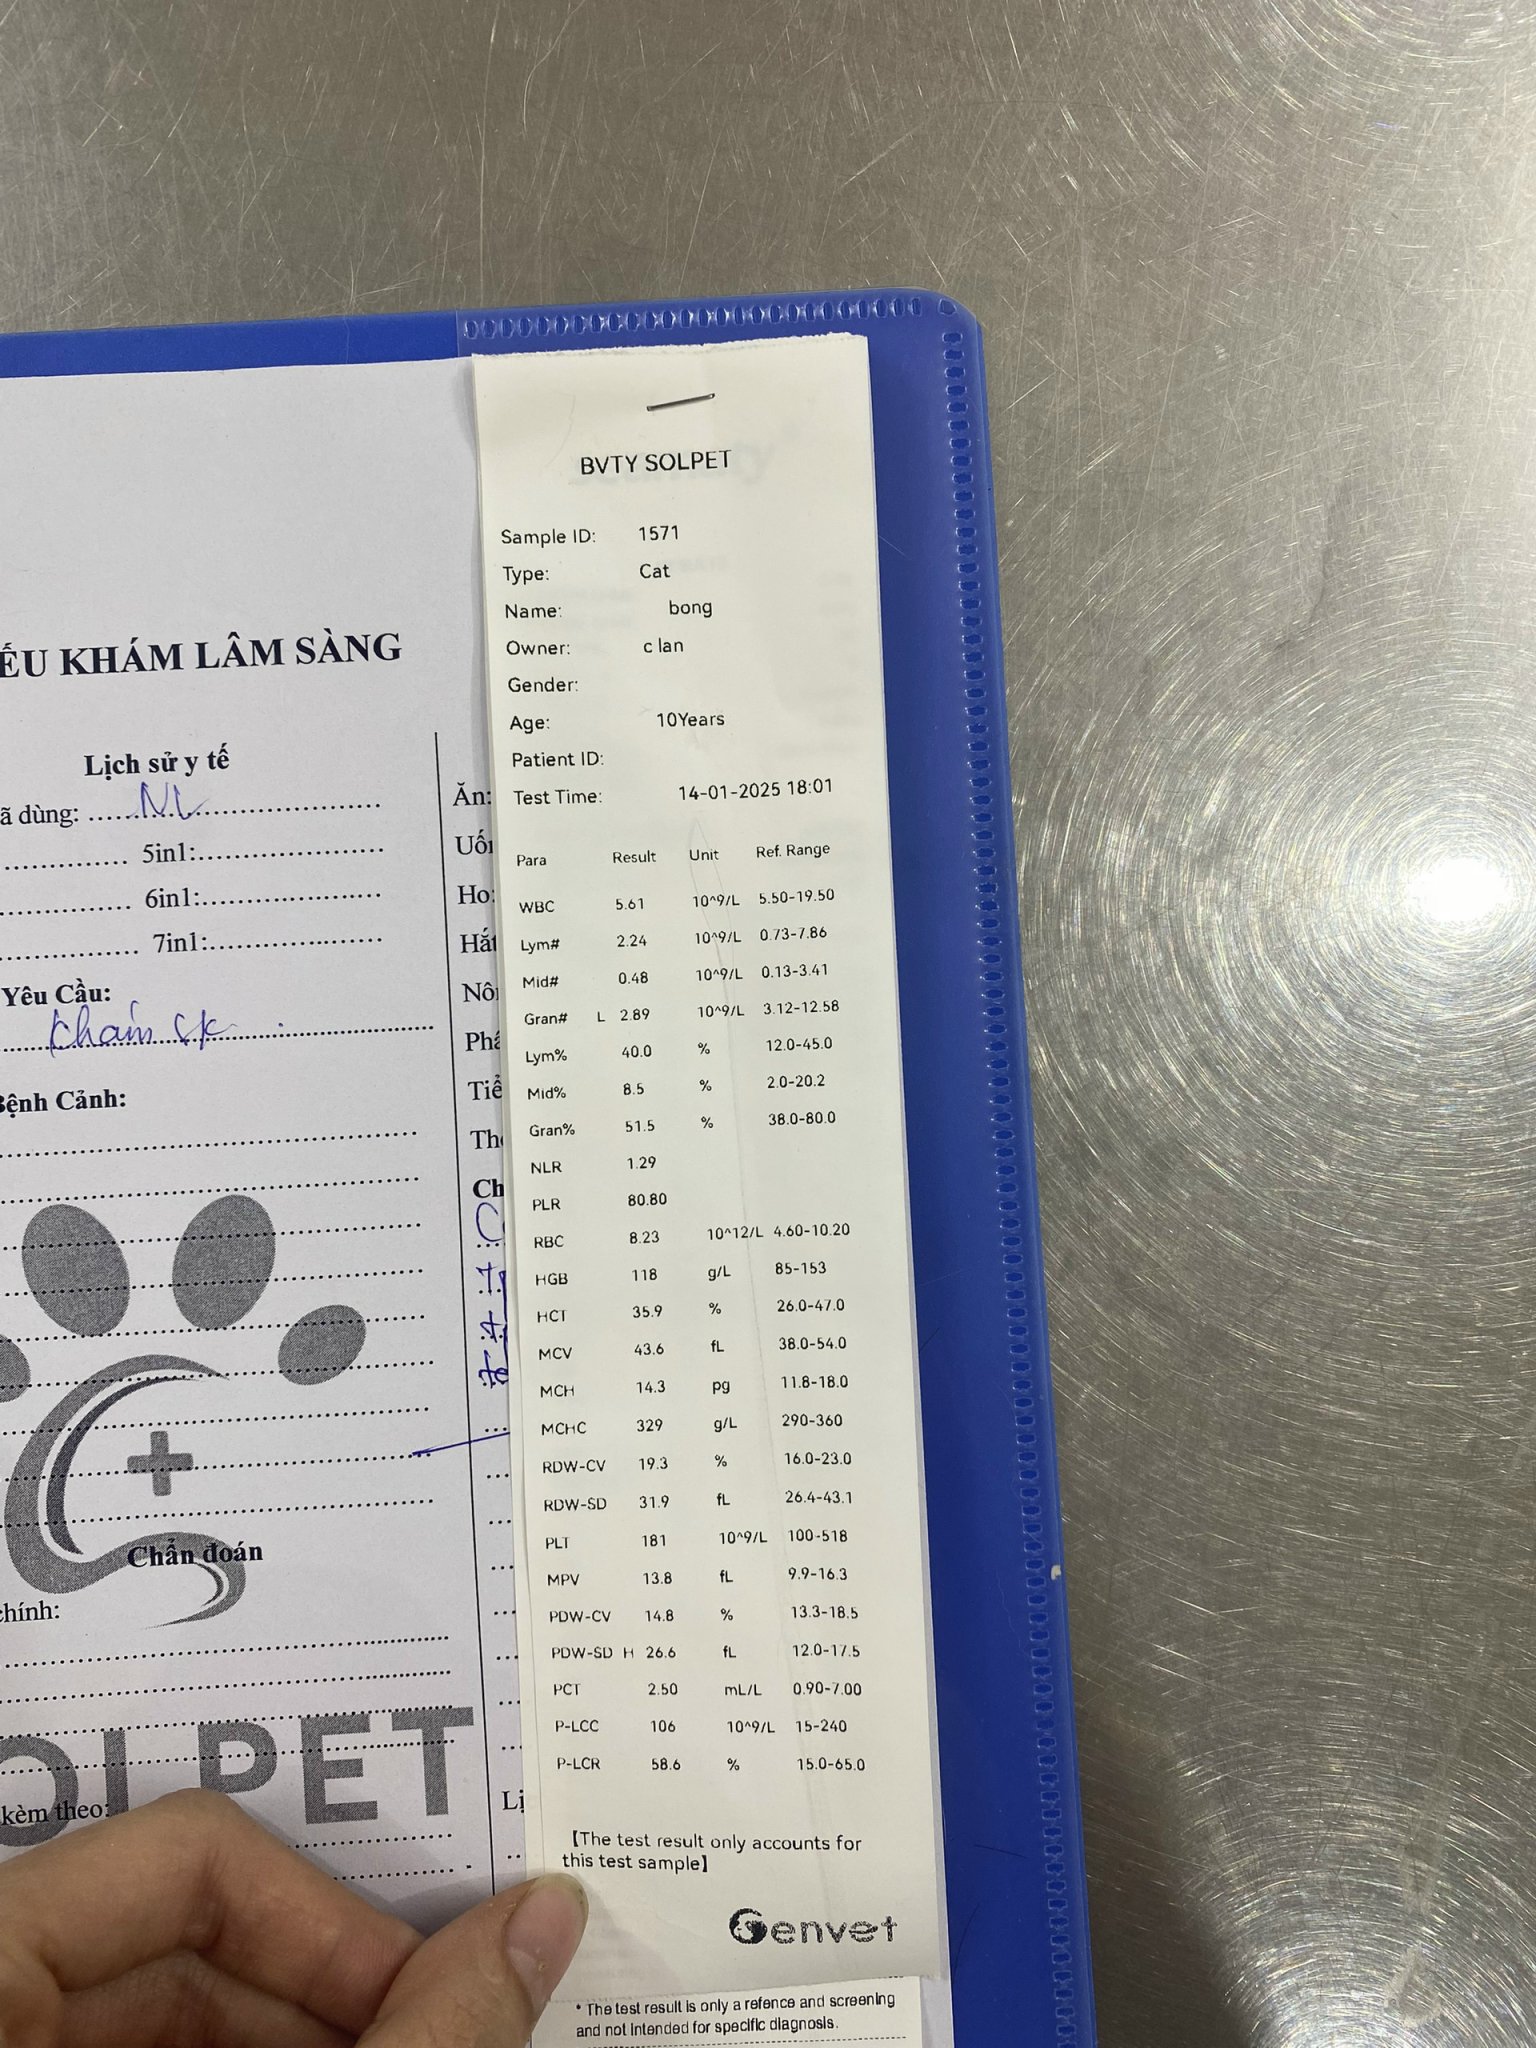 BVTY SOLPET
Sample ID: 1571
Type: Cat
Name: bong
Owner: c lan
Gender:
Age: 10Years
Patient ID:
Test Time: 14-01-2025 18:01
Para Result Unit Ref. Range
WBC 5.61 10^9/L 5.50-19.50
Lym# 2.24 10^9/L 0.73-7.86
Mid# 0.48 10^9/L 0.13-3.41
Gran# L 2.89 10^9/L 3.12-12.58
Lym% 40.0 % 12.0-45.0
Mid% 8.5 % 2.0-20.2
Gran% 51.5 % 38.0-80.0
NLR 1.29
PLR 80.80
RBC 8.23 10^12/L 4.60-10.20
HGB 118 g/L 85-153
HCT 35.9 % 26.0-47.0
MCV 43.6 fL 38.0-54.0
MCH 14.3 pg 11.8-18.0
MCHC 329 g/L 290-360
RDW-CV 19.3 % 16.0-23.0
RDW-SD 31.9 fL 26.4-43.1
PLT 181 10^9/L 100-518
MPV 13.8 fL 9.9-16.3
PDW-CV 14.8 % 13.3-18.5
PDW-SD H 26.6 fL 12.0-17.5
PCT 2.50 mL/L 0.90-7.00
P-LCC 106 10^9/L 15-240
P-LCR 58.6 % 15.0-65.0
【The test result only accounts for
this test sample】
Genvet
* The test result is only a refence and screening
and not intended for specific diagnosis.
ẾU KHÁM LÂM SÀNG
Lịch sử y tế
ã dùng: NL
5in1:
6in1:
7in1:
Yêu Cầu:
khám sk
Bệnh Cảnh:
Chẩn đoán
chính:
PET
kèm theo:
Ăn:
Ho: